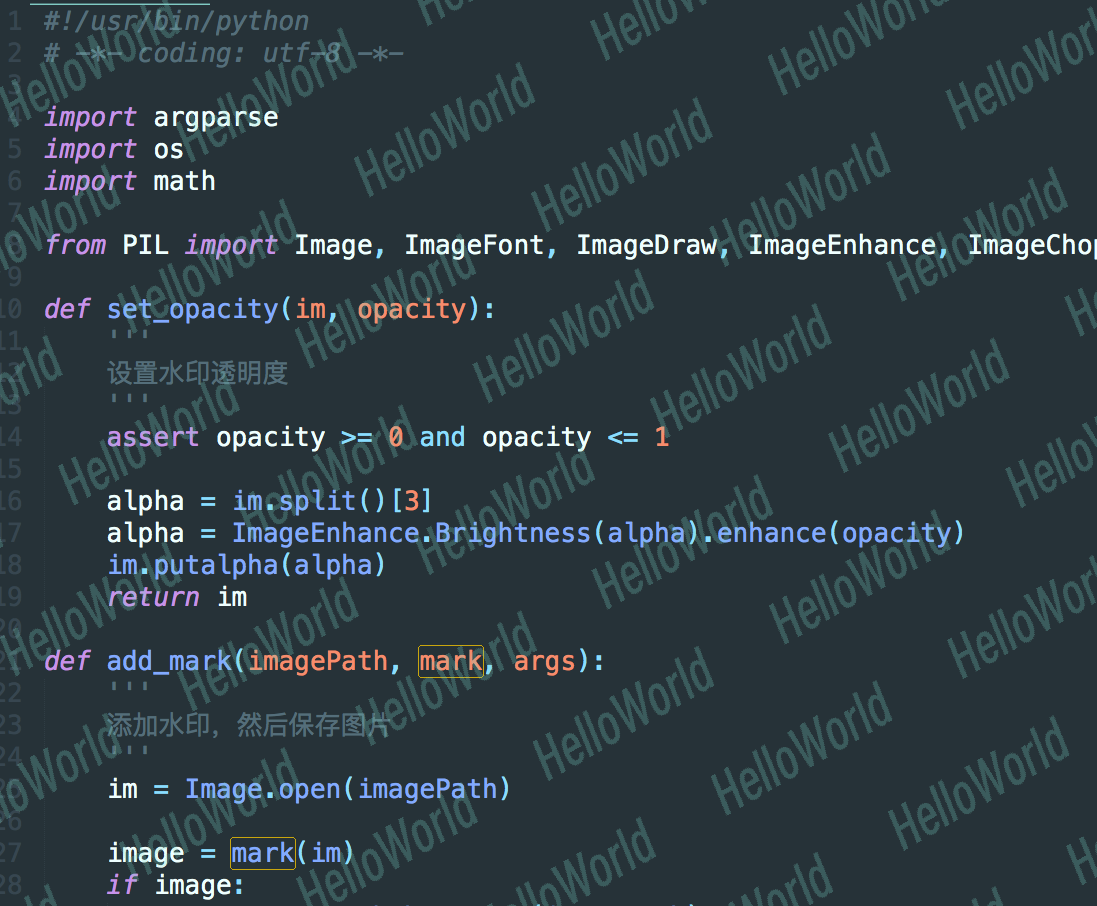 1 #!/usr/bin/python
2 # -*- coding: utf-8 -*-
3
4 import argparse
5 import os
6 import math
7
8 from PIL import Image, ImageFont, ImageDraw, ImageEnhance, ImageChop
9
10 def set_opacity(im, opacity):
11 '''
12 设置水印透明度
13 '''
14 assert opacity >= 0 and opacity <= 1
15
16 alpha = im.split()[3]
17 alpha = ImageEnhance.Brightness(alpha).enhance(opacity)
18 im.putalpha(alpha)
19 return im
20
21 def add_mark(imagePath, mark, args):
22 '''
23 添加水印，然后保存图片
24 '''
25 im = Image.open(imagePath)
26
27 image = mark(im)
28 if image:
HelloWorld